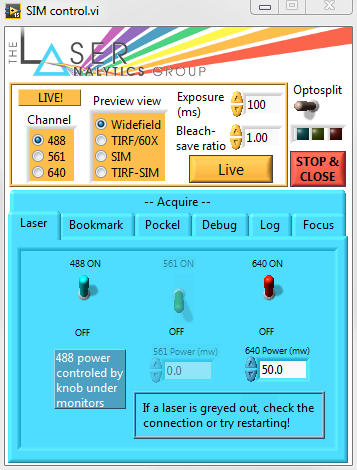 SIM control.vi
THE LASER
ANALYTICS GROUP
LIVE!
Channel
488
561
640
Preview view
Widefield
TIRF/60X
SIM
TIRF-SIM
Exposure
(ms)
100
Bleach-
save ratio
1.00
Live
Optosplit
STOP &
CLOSE
-- Acquire --
Laser
Bookmark
Pockel
Debug
Log
Focus
488 ON
561 ON
640 ON
OFF
OFF
OFF
488 power
controled by
knob under
monitors
561 Power (mw)
0.0
640 Power (mw)
50.0
If a laser is greyed out, check the
connection or try restarting!